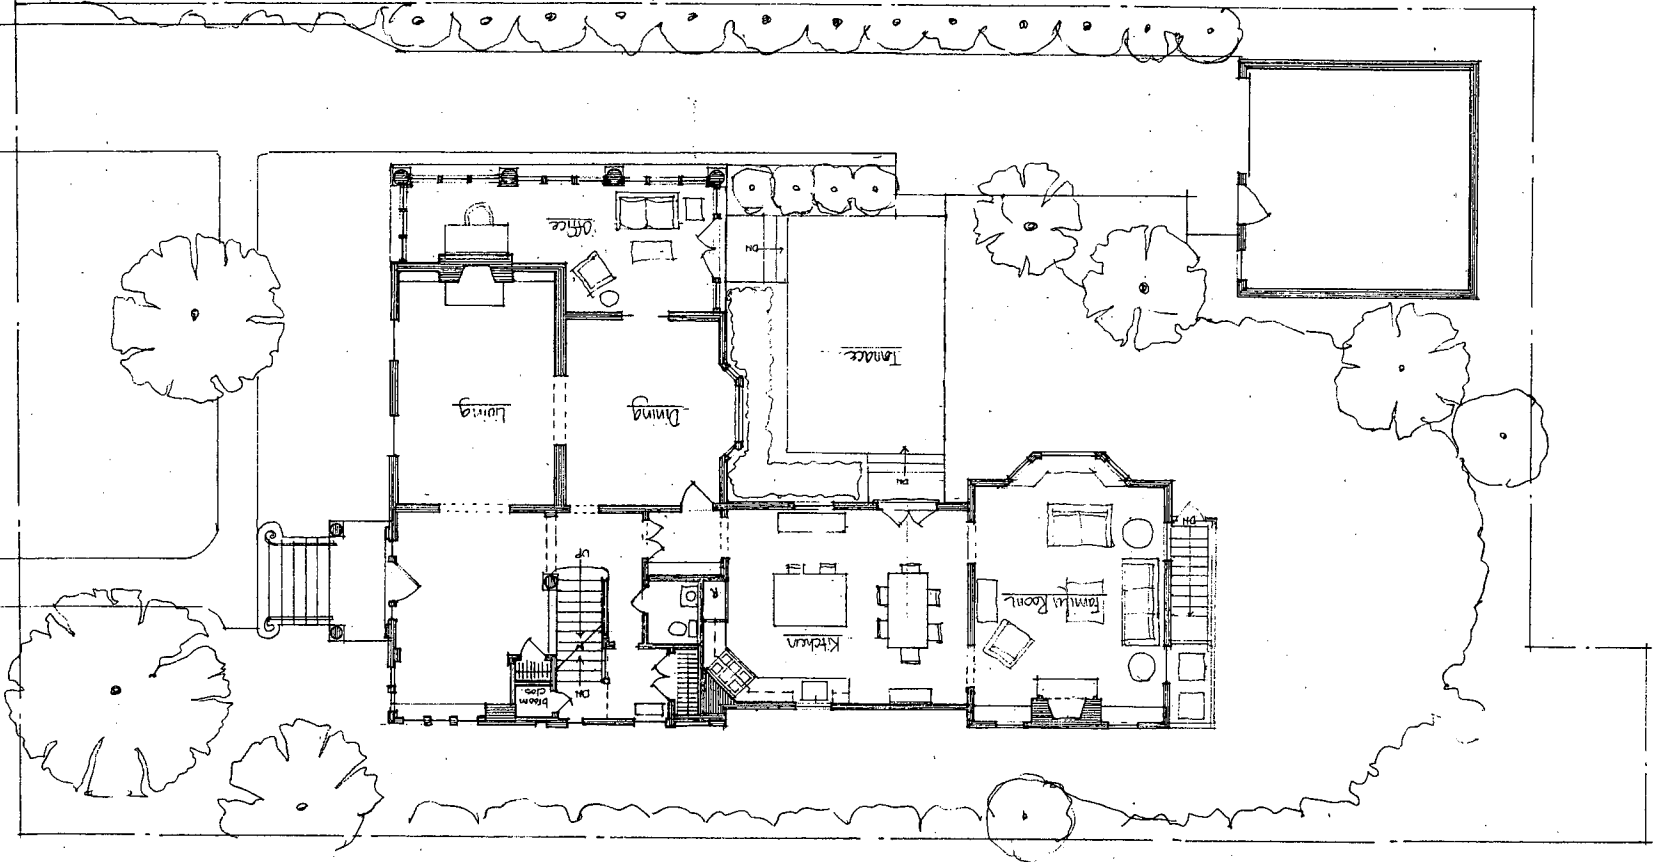 Office
DN
Terrace
Living
Dining
DN
DN
UP
R
Family Room
Kitchen
DN
broom
clos.